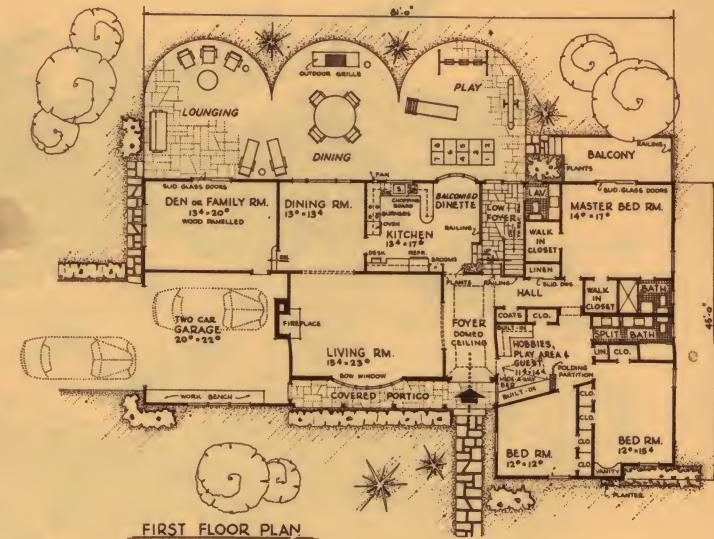 81'-0"
OUTDOOR GRILLE
PLAY
LOUNGING
DINING
RAILING
BALCONY
PLANTS
FAN
SLID. GLASS DOORS
DEN OR FAMILY RM.
13⁴ × 20⁰
WOOD PANELLED
DINING RM.
13⁰ × 13⁴
S
CHOPPING BOARD
BURNERS
OVEN
KITCHEN
13⁴ × 17⁶
DESK
REFR.
BROOMS
BALCONIED
DINETTE
RAILING
LOW
FOYER
LAV.
SLID. GLASS DOORS
MASTER BED RM.
14⁰ × 17⁰
WALK
IN
CLOSET
LINEN
SLID. DRS
PLANTS
RAILING
HALL
WALK
IN
CLOSET
BATH
45'-0"
TWO CAR
GARAGE
20⁰ × 22⁰
FIREPLACE
LIVING RM.
15⁴ × 23⁰
FOYER
DOMED
CEILING
COATS
CLO.
BUILT-IN
HOBBIES,
PLAY AREA &
GUEST
11⁴ × 14⁴
HIDE-A-WAY
BED
BUILT-IN
FOLDING
PARTITION
SPLIT BATH
LIN.
CLO.
BOW WINDOW
WORK BENCH
COVERED PORTICO
CLO.
CLO.
CLO.
CLO.
BED RM.
12⁰ × 12⁰
BED RM.
12⁰ × 15⁴
VANITY
PLANTER
FIRST FLOOR PLAN